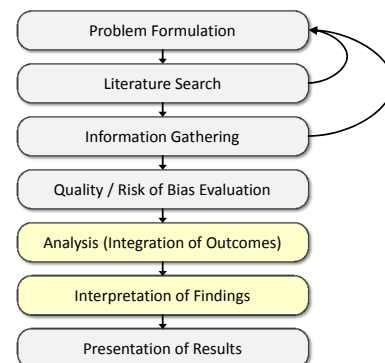 Problem Formulation
Literature Search
Information Gathering
Quality / Risk of Bias Evaluation
Analysis (Integration of Outcomes)
Interpretation of Findings
Presentation of Results